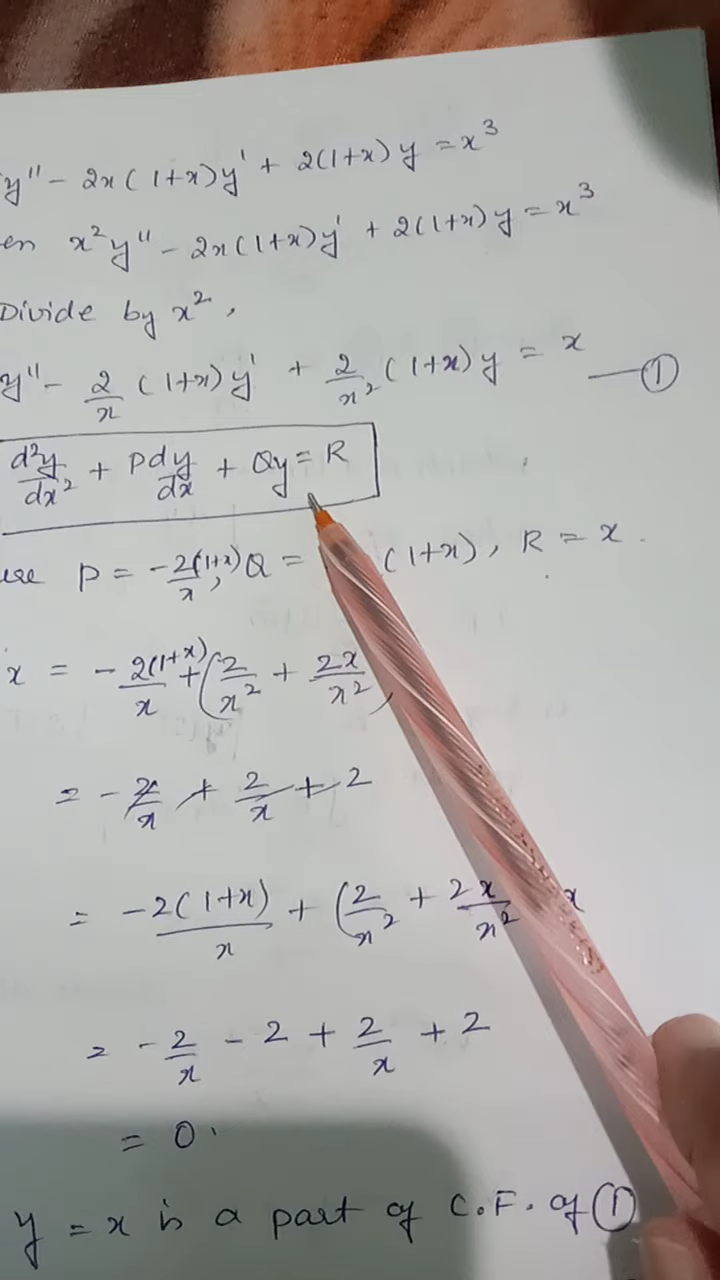 y'' - 2x(1+x)y' + 2(1+x)y = x³
en x²y'' - 2x(1+x)y' + 2(1+x)y = x³
Divide by x²,
y'' - 2/x (1+x)y' + 2/x² (1+x)y = x — ①
d²y/dx² + P dy/dx + Qy = R
P = -2(1+x)/x, Q = (1+x), R = x.
x = -2(1+x)/x + (2/x² + 2x/x²
= -2/x + 2/x + 2
= -2(1+x)/x + (2/x² + 2x/x² x
= -2/x - 2 + 2/x + 2
= 0.
y = x is a part of C.F. of ①